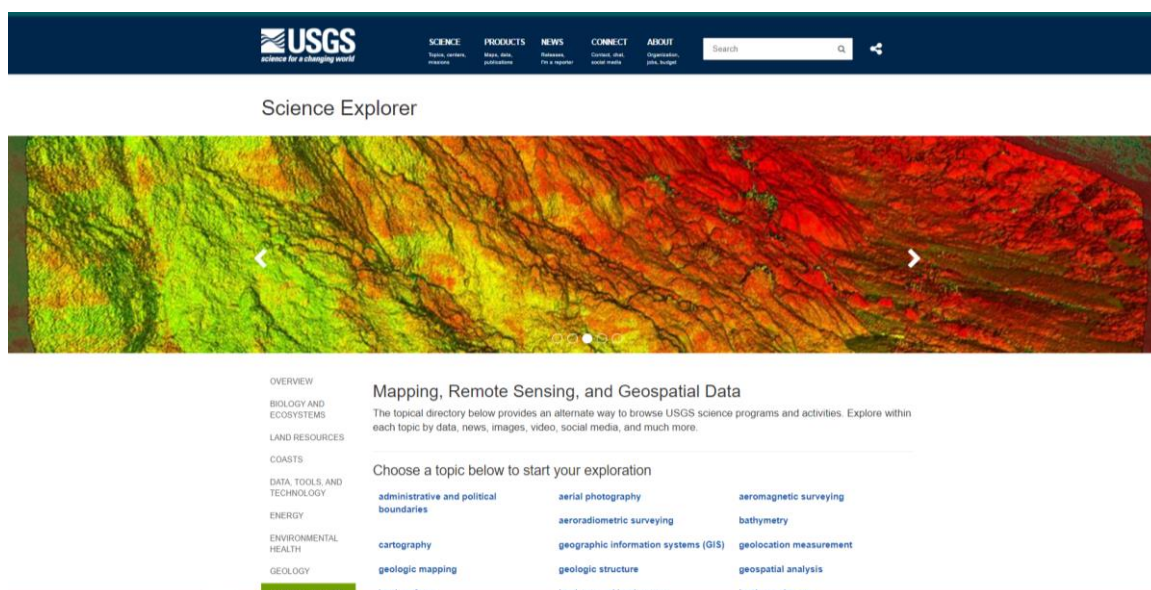 USGS
science for a changing world
SCIENCE
Topics, centers,
missions
PRODUCTS
Maps, data,
publications
NEWS
Releases,
I'm a reporter
CONNECT
Contact, chat,
social media
ABOUT
Organization,
jobs, budget
Search
Science Explorer
OVERVIEW
BIOLOGY AND
ECOSYSTEMS
LAND RESOURCES
COASTS
DATA, TOOLS, AND
TECHNOLOGY
ENERGY
ENVIRONMENTAL
HEALTH
GEOLOGY
Mapping, Remote Sensing, and Geospatial Data
The topical directory below provides an alternate way to browse USGS science programs and activities. Explore within
each topic by data, news, images, video, social media, and much more.
Choose a topic below to start your exploration
administrative and political
boundaries
aerial photography
aeromagnetic surveying
aeroradiometric surveying
bathymetry
cartography
geographic information systems (GIS)
geolocation measurement
geologic mapping
geologic structure
geospatial analysis